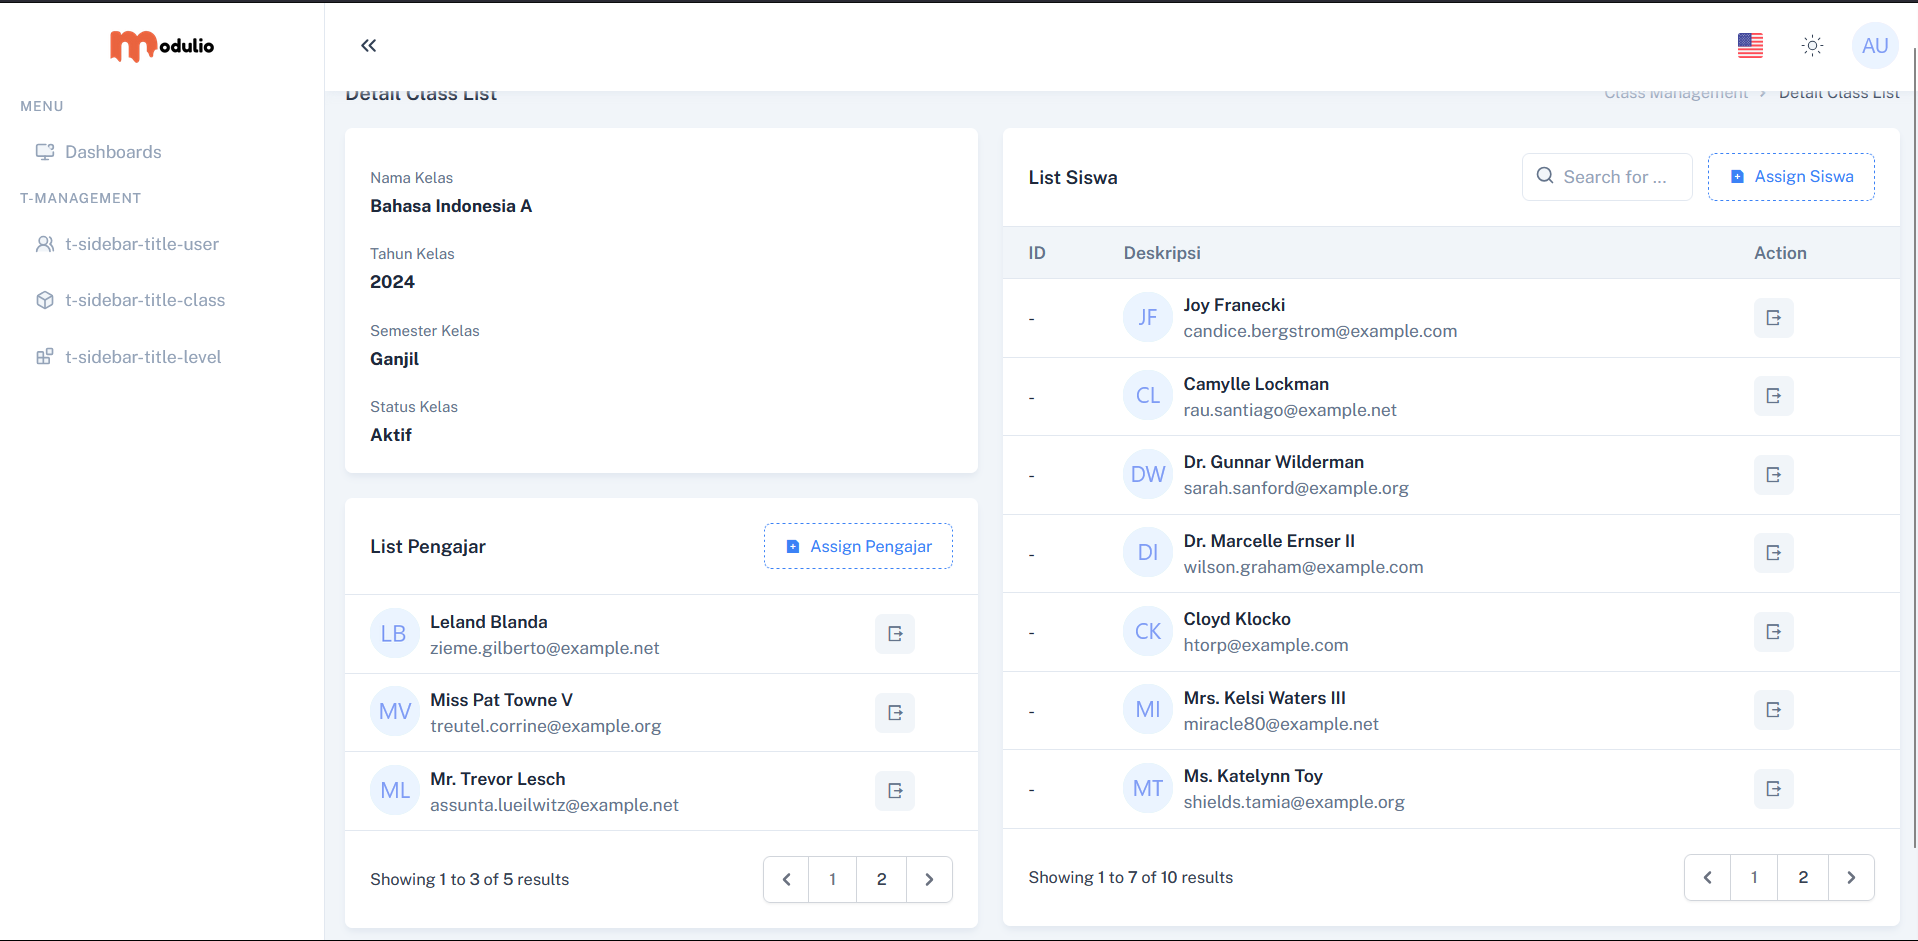 modulio
AU
MENU
Dashboards
T-MANAGEMENT
t-sidebar-title-user
t-sidebar-title-class
t-sidebar-title-level
Detail Class List
Class Management > Detail Class List
Nama Kelas
Bahasa Indonesia A
Tahun Kelas
2024
Semester Kelas
Ganjil
Status Kelas
Aktif
List Pengajar
Assign Pengajar
LB
Leland Blanda
zieme.gilberto@example.net
MV
Miss Pat Towne V
treutel.corrine@example.org
ML
Mr. Trevor Lesch
assunta.lueilwitz@example.net
Showing 1 to 3 of 5 results
1 2
List Siswa
Search for ...
Assign Siswa
ID Deskripsi Action
-
JF
Joy Franecki
candice.bergstrom@example.com
-
CL
Camylle Lockman
rau.santiago@example.net
-
DW
Dr. Gunnar Wilderman
sarah.sanford@example.org
-
DI
Dr. Marcelle Ernser II
wilson.graham@example.com
-
CK
Cloyd Klocko
htorp@example.com
-
MI
Mrs. Kelsi Waters III
miracle80@example.net
-
MT
Ms. Katelynn Toy
shields.tamia@example.org
Showing 1 to 7 of 10 results
1 2